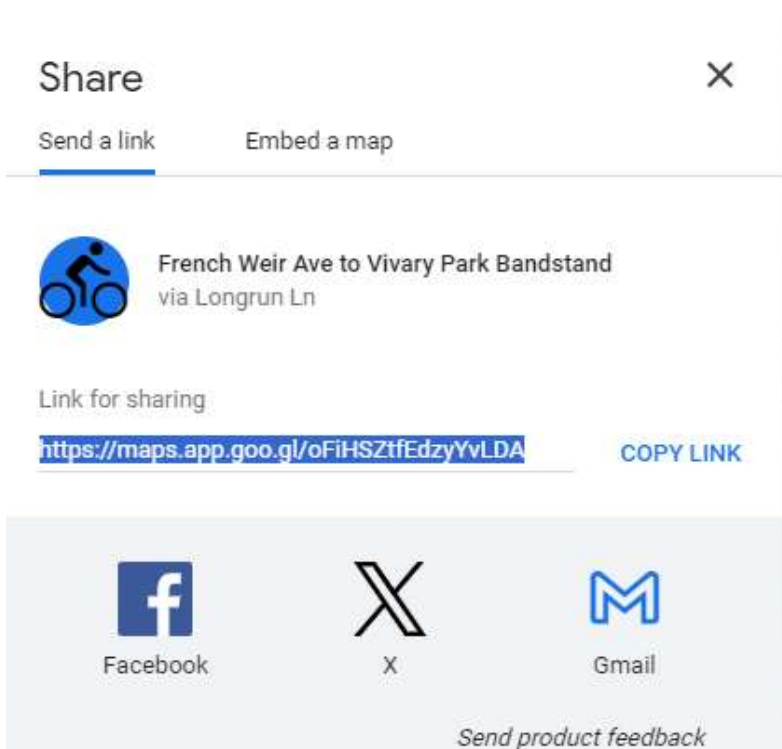 Share
Send a link Embed a map
French Weir Ave to Vivary Park Bandstand
via Longrun Ln
Link for sharing
https://maps.app.goo.gl/oFiHSZtfEdzyYvLDA
COPY LINK
Facebook X Gmail
Send product feedback